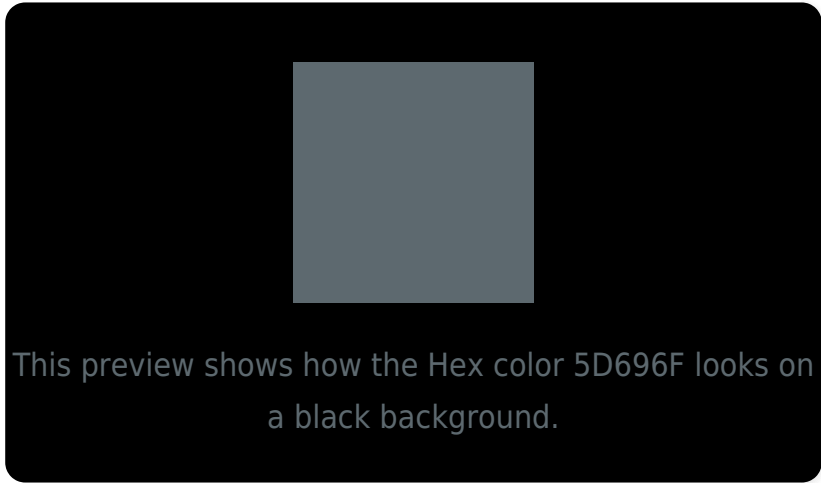 This preview shows how the Hex color 5D696F looks on
a black background.